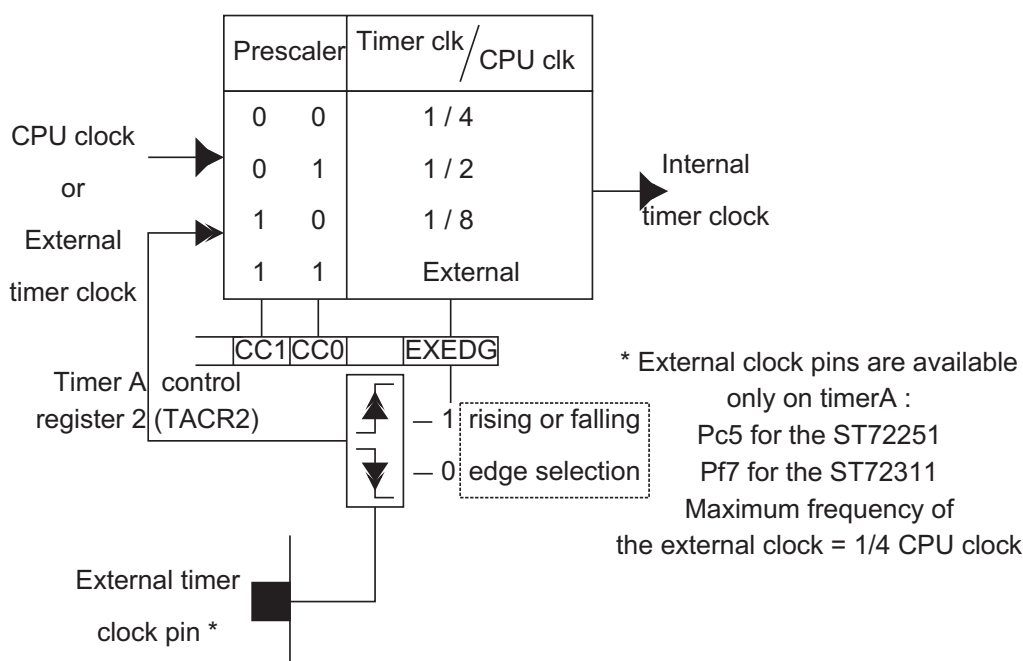 Prescaler Timer clk / CPU clk
0 0 1 / 4
0 1 1 / 2
1 0 1 / 8
1 1 External
CPU clock
or
External
timer clock
Internal
timer clock
CC1 CC0 EXEDG
Timer A control
register 2 (TACR2)
1 rising or falling
0 edge selection
External timer
clock pin *
* External clock pins are available
only on timerA :
Pc5 for the ST72251
Pf7 for the ST72311
Maximum frequency of
the external clock = 1/4 CPU clock